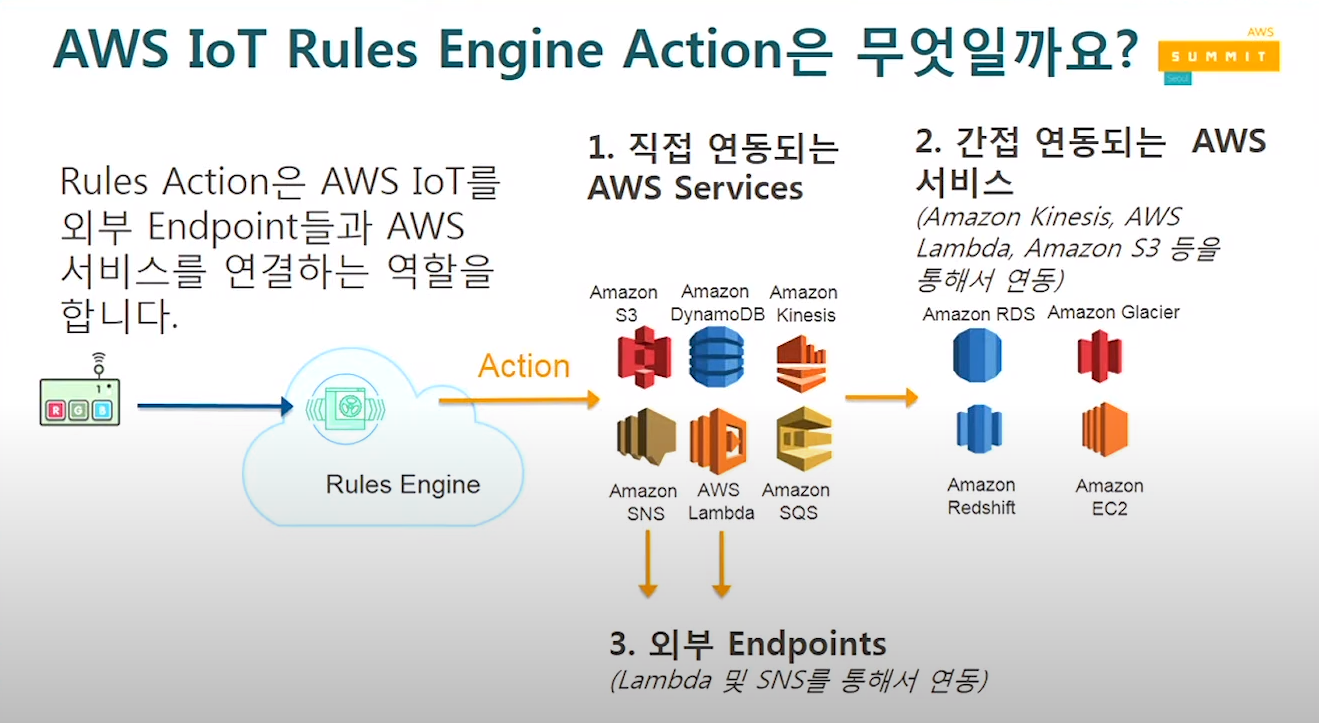 AWS IoT Rules Engine Action은 무엇일까요?
AWS
SUMMIT
Seoul
Rules Action은 AWS IoT를
외부 Endpoint들과 AWS
서비스를 연결하는 역할을
합니다.
1. 직접 연동되는
AWS Services
2. 간접 연동되는 AWS
서비스
(Amazon Kinesis, AWS
Lambda, Amazon S3 등을
통해서 연동)
Amazon
S3
Amazon
DynamoDB
Amazon
Kinesis
Amazon RDS
Amazon Glacier
1
R
G
B
Action
Rules Engine
Amazon
SNS
AWS
Lambda
Amazon
SQS
Amazon
Redshift
Amazon
EC2
3. 외부 Endpoints
(Lambda 및 SNS를 통해서 연동)